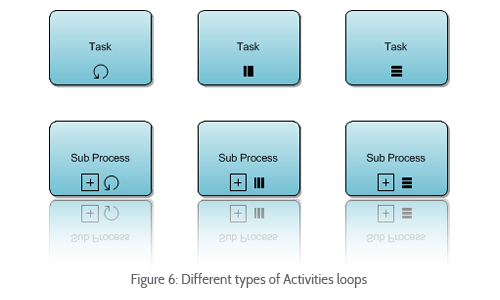 Task Task Task
Sub Process Sub Process Sub Process
Figure 6: Different types of Activities loops